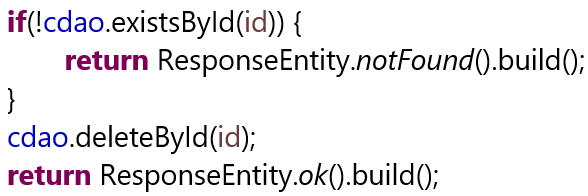 if(!cdao.existsById(id)) {
return ResponseEntity.notFound().build();
}
cdao.deleteById(id);
return ResponseEntity.ok().build();